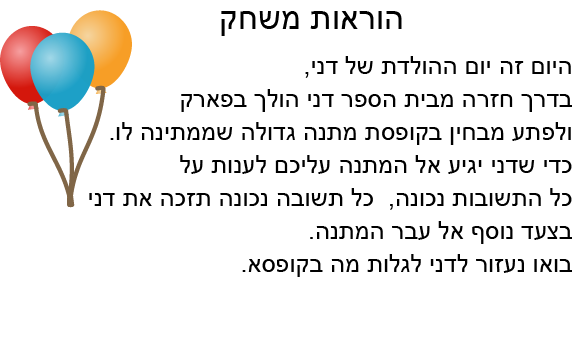 הוראות משחק
היום זה יום ההולדת של דני,
בדרך חזרה מבית הספר דני הולך בפארק
ולפתע מבחין בקופסת מתנה גדולה שממתינה לו.
כדי שדני יגיע אל המתנה עליכם לענות על
כל התשובות נכונה,  כל תשובה נכונה תזכה את דני
בצעד נוסף אל עבר המתנה.
בואו נעזור לדני לגלות מה בקופסא.